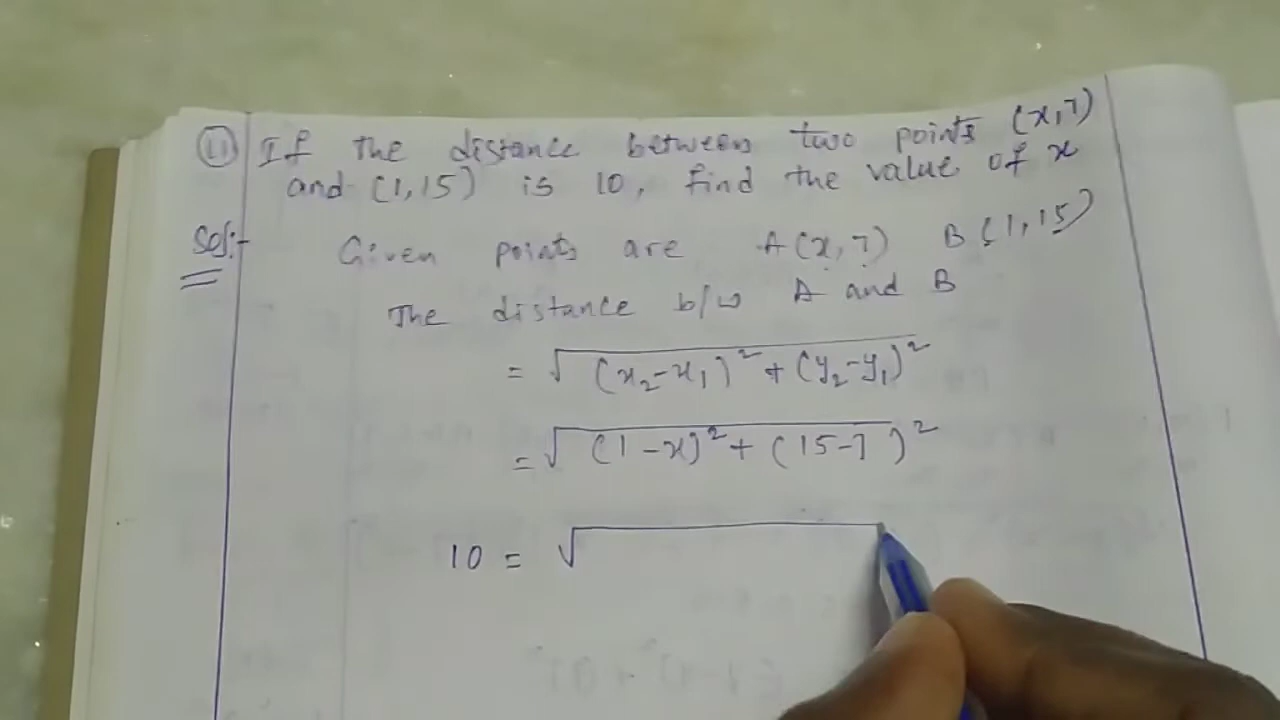 11 If the distance between two points (x,7)
and (1,15) is 10, find the value of x
Sol:- Given points are A(x,7) B(1,15)
The distance b/w A and B
= √(x₂-x₁)²+(y₂-y₁)²
= √(1-x)²+(15-7)²
10 = √